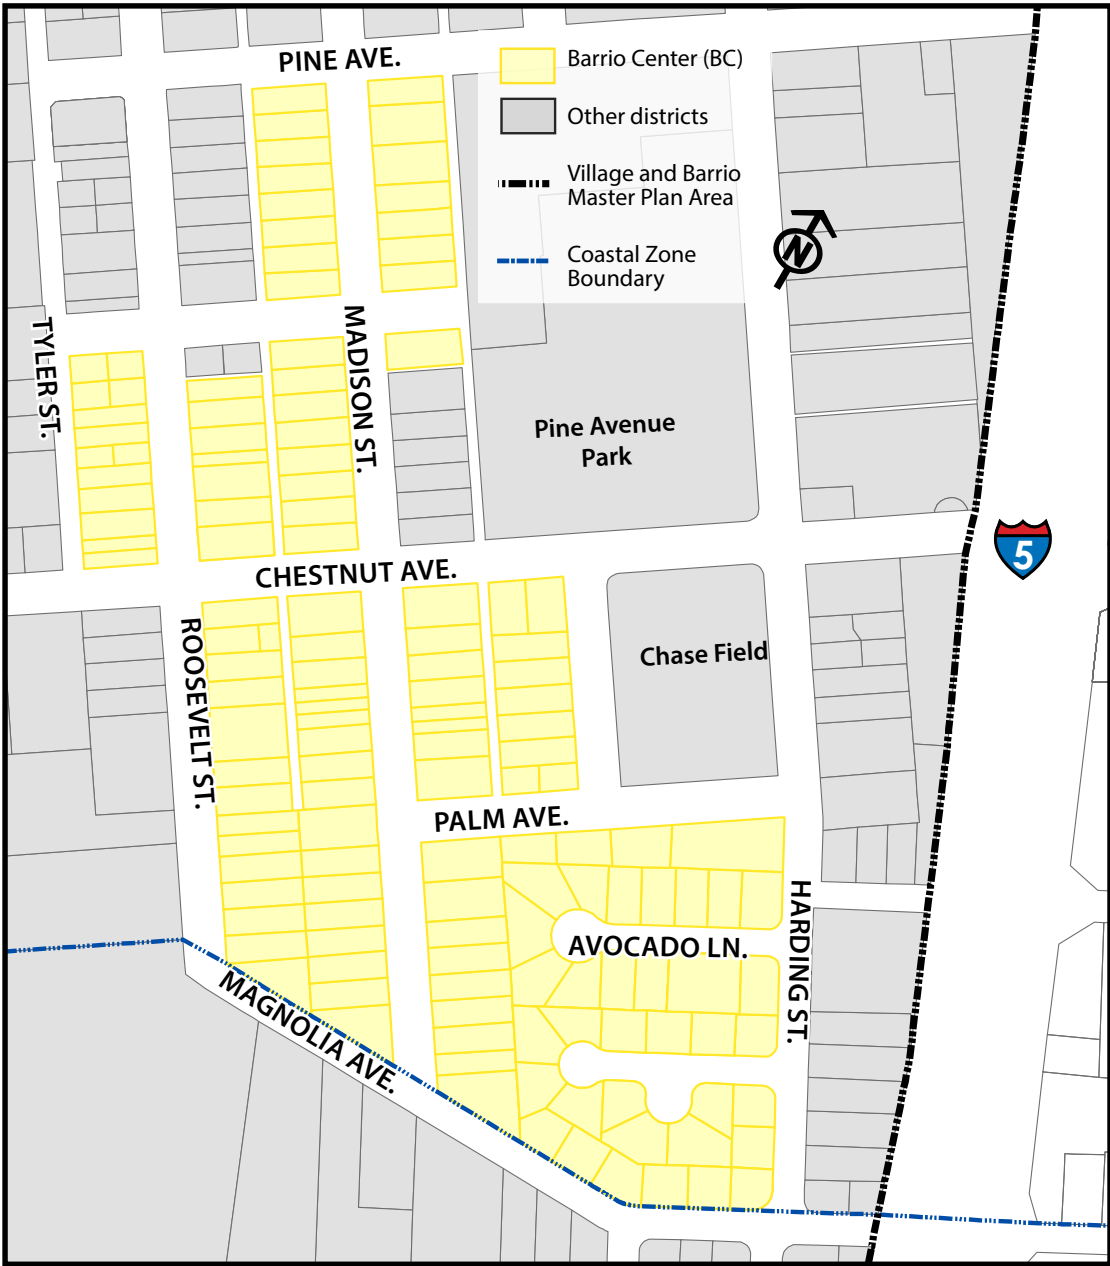 PINE AVE.
Barrio Center (BC)
Other districts
Village and Barrio
Master Plan Area
N
Coastal Zone
Boundary
TYLER ST.
MADISON ST.
Pine Avenue
Park
5
CHESTNUT AVE.
ROOSEVELT ST.
Chase Field
PALM AVE.
HARDING ST.
AVOCADO LN.
MAGNOLIA AVE.